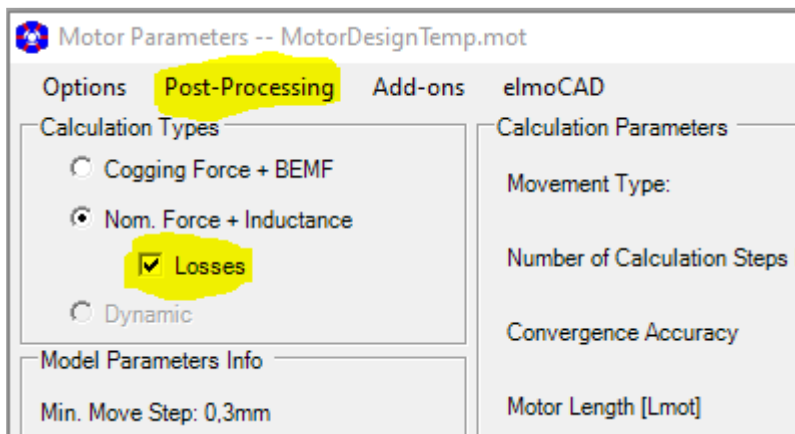 Motor Parameters -- MotorDesignTemp.mot
Options Post-Processing Add-ons elmoCAD
Calculation Types
Cogging Force + BEMF
Nom. Force + Inductance
Losses
Dynamic
Model Parameters Info
Min. Move Step: 0,3mm
Calculation Parameters
Movement Type:
Number of Calculation Steps
Convergence Accuracy
Motor Length [Lmot]